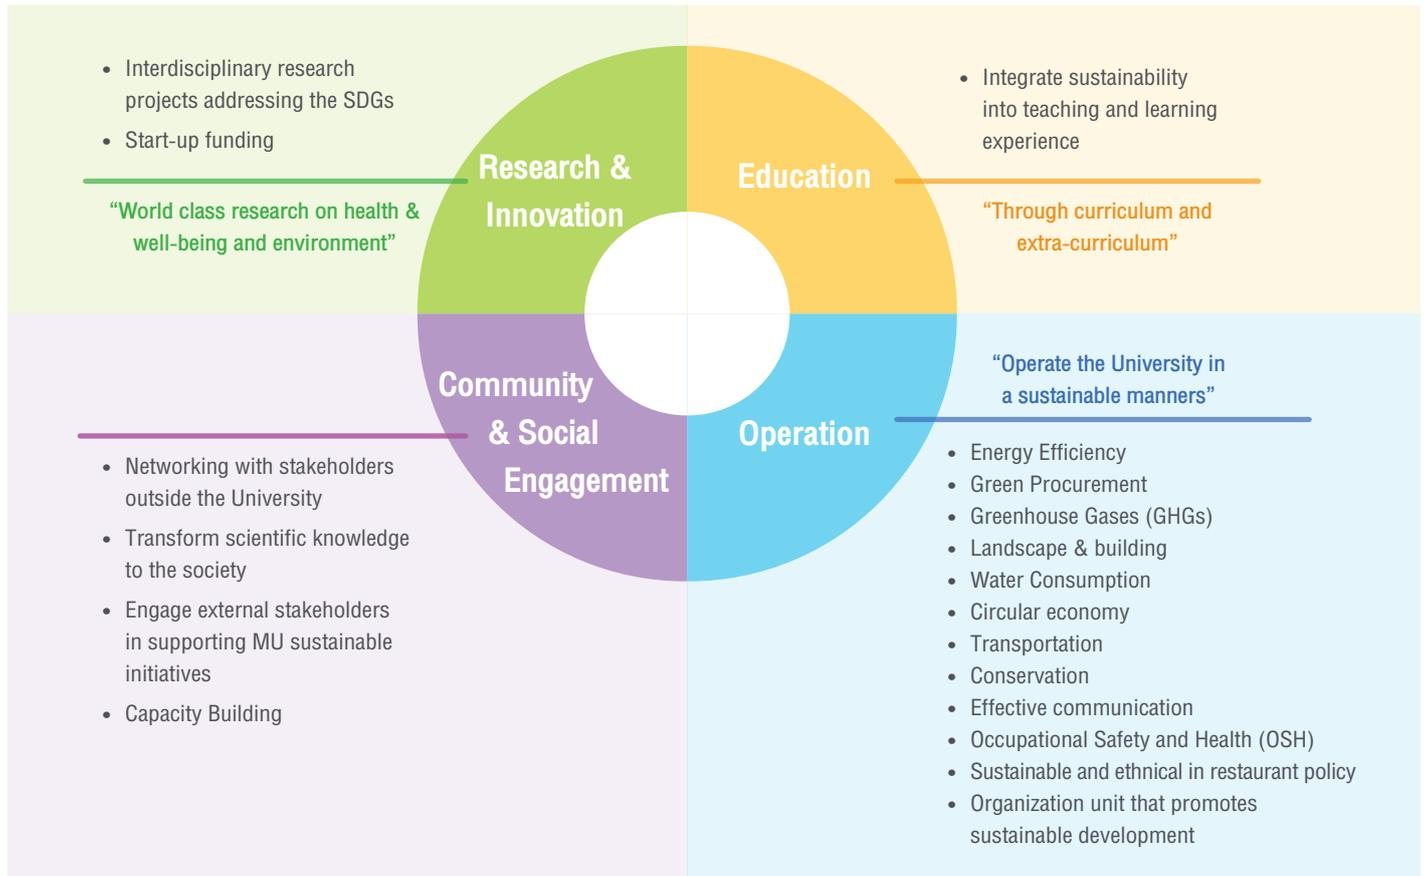 • Interdisciplinary research
projects addressing the SDGs
• Start-up funding
“World class research on health &
well-being and environment”
Research &
Innovation
Education
• Integrate sustainability
into teaching and learning
experience
“Through curriculum and
extra-curriculum”
Community
& Social
Engagement
• Networking with stakeholders
outside the University
• Transform scientific knowledge
to the society
• Engage external stakeholders
in supporting MU sustainable
initiatives
• Capacity Building
Operation
“Operate the University in
a sustainable manners”
• Energy Efficiency
• Green Procurement
• Greenhouse Gases (GHGs)
• Landscape & building
• Water Consumption
• Circular economy
• Transportation
• Conservation
• Effective communication
• Occupational Safety and Health (OSH)
• Sustainable and ethnical in restaurant policy
• Organization unit that promotes
sustainable development